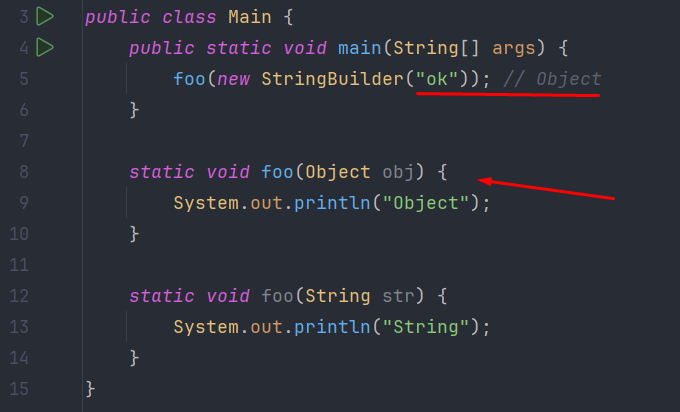 3 public class Main {
4 public static void main(String[] args) {
5 foo(new StringBuilder("ok")); // Object
6 }
7
8 static void foo(Object obj) {
9 System.out.println("Object");
10 }
11
12 static void foo(String str) {
13 System.out.println("String");
14 }
15 }